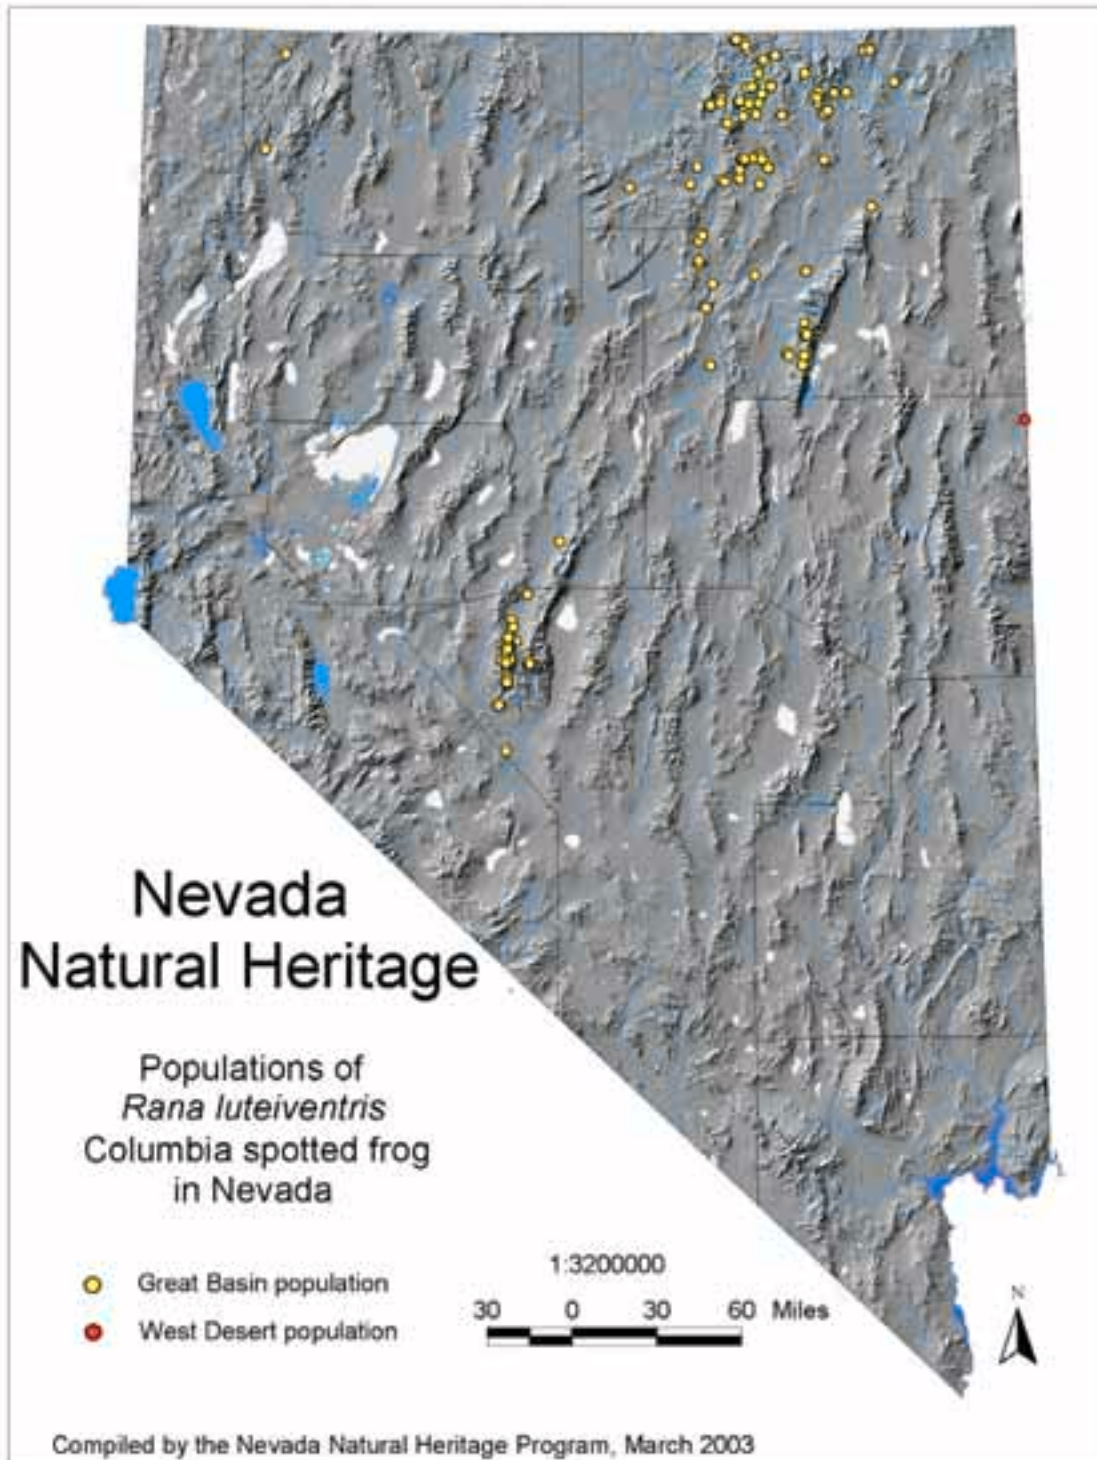 Nevada
Natural Heritage
Populations of
Rana luteiventris
Columbia spotted frog
in Nevada
Great Basin population
West Desert population
1:3200000
30 0 30 60 Miles
N
Compiled by the Nevada Natural Heritage Program, March 2003